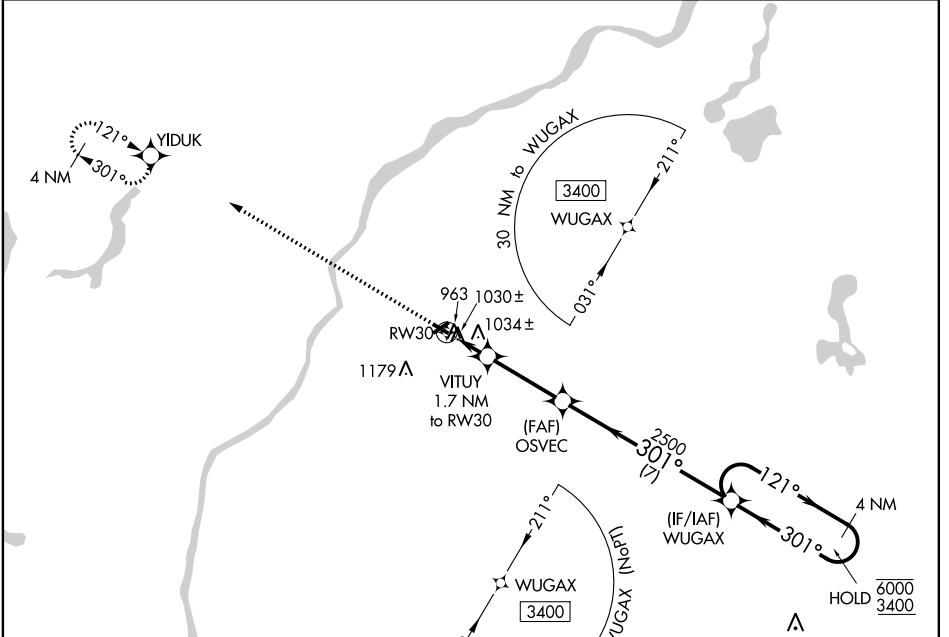 121°
YIDUK
301°
4 NM
30 NM to WUGAX
211°
3400
WUGAX
031°
963
1030±
RW30
1034±
1179
VITUY
1.7 NM
to RW30
(FAF)
OSVEC
2500
301°
(7)
121°
4 NM
(IF/IAF)
WUGAX
301°
HOLD
6000
3400
211°
WUGAX
3400
WUGAX (NoPT)